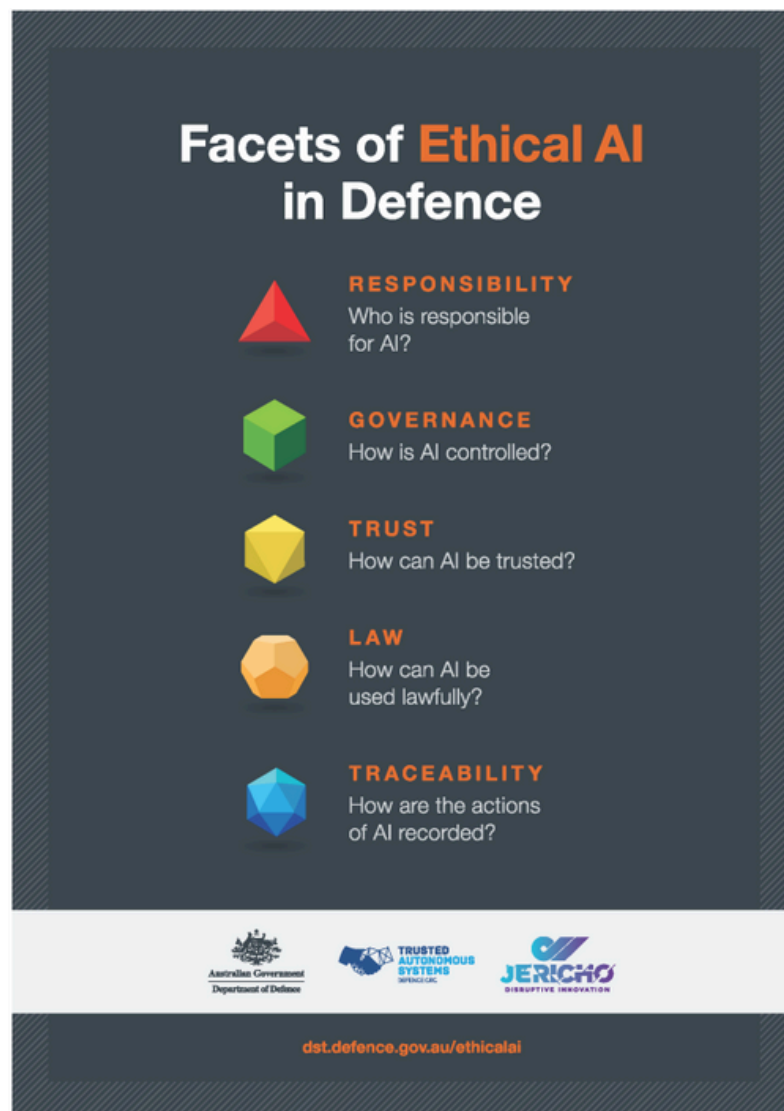 Facets of Ethical AI
in Defence
RESPONSIBILITY
Who is responsible
for AI?
GOVERNANCE
How is AI controlled?
TRUST
How can AI be trusted?
LAW
How can AI be
used lawfully?
TRACEABILITY
How are the actions
of AI recorded?
Australian Government
Department of Defence
TRUSTED
AUTONOMOUS
SYSTEMS
DEFENCE CRC
JERICHO
DISRUPTIVE INNOVATION
dst.defence.gov.au/ethicalai